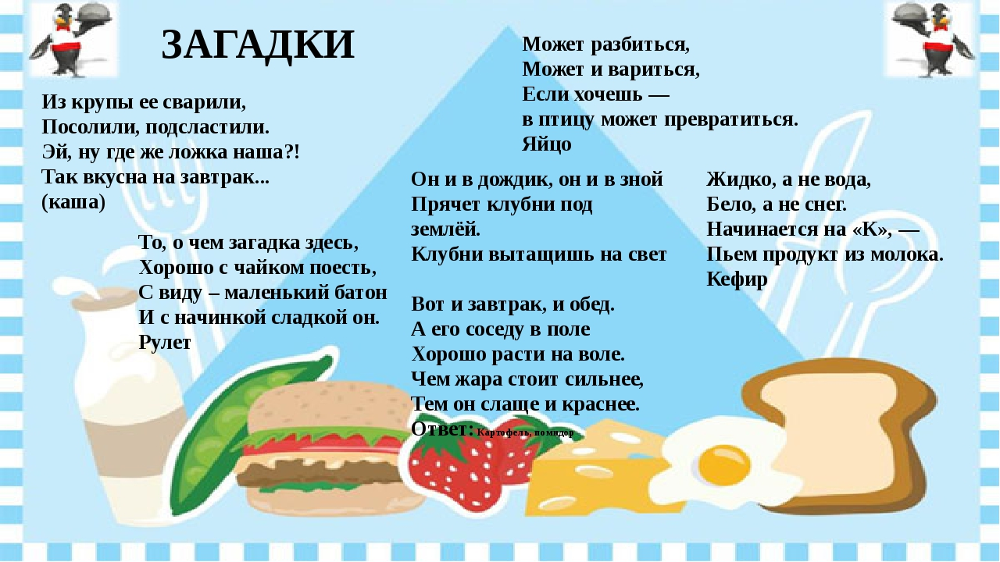 ЗАГАДКИ
Из крупы ее сварили,
Посолили, подсластили.
Эй, ну где же ложка наша?!
Так вкусна на завтрак...
(каша)
То, о чем загадка здесь,
Хорошо с чайком поесть,
С виду – маленький батон
И с начинкой сладкой он.
Рулет
Может разбиться,
Может и вариться,
Если хочешь —
в птицу может превратиться.
Яйцо
Он и в дождик, он и в зной
Прячет клубни под
землёй.
Клубни вытащишь на свет
Вот и завтрак, и обед.
А его соседу в поле
Хорошо расти на воле.
Чем жара стоит сильнее,
Тем он слаще и краснее.
Ответ: Картофель, помидор
Жидко, а не вода,
Бело, а не снег.
Начинается на «К», —
Пьем продукт из молока.
Кефир